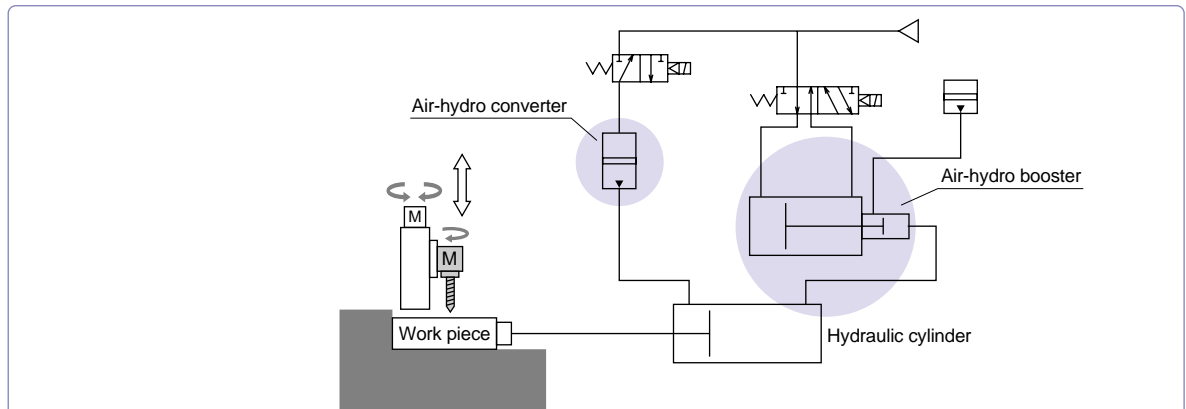 Air-hydro converter
Air-hydro booster
M
M
Work piece
Hydraulic cylinder